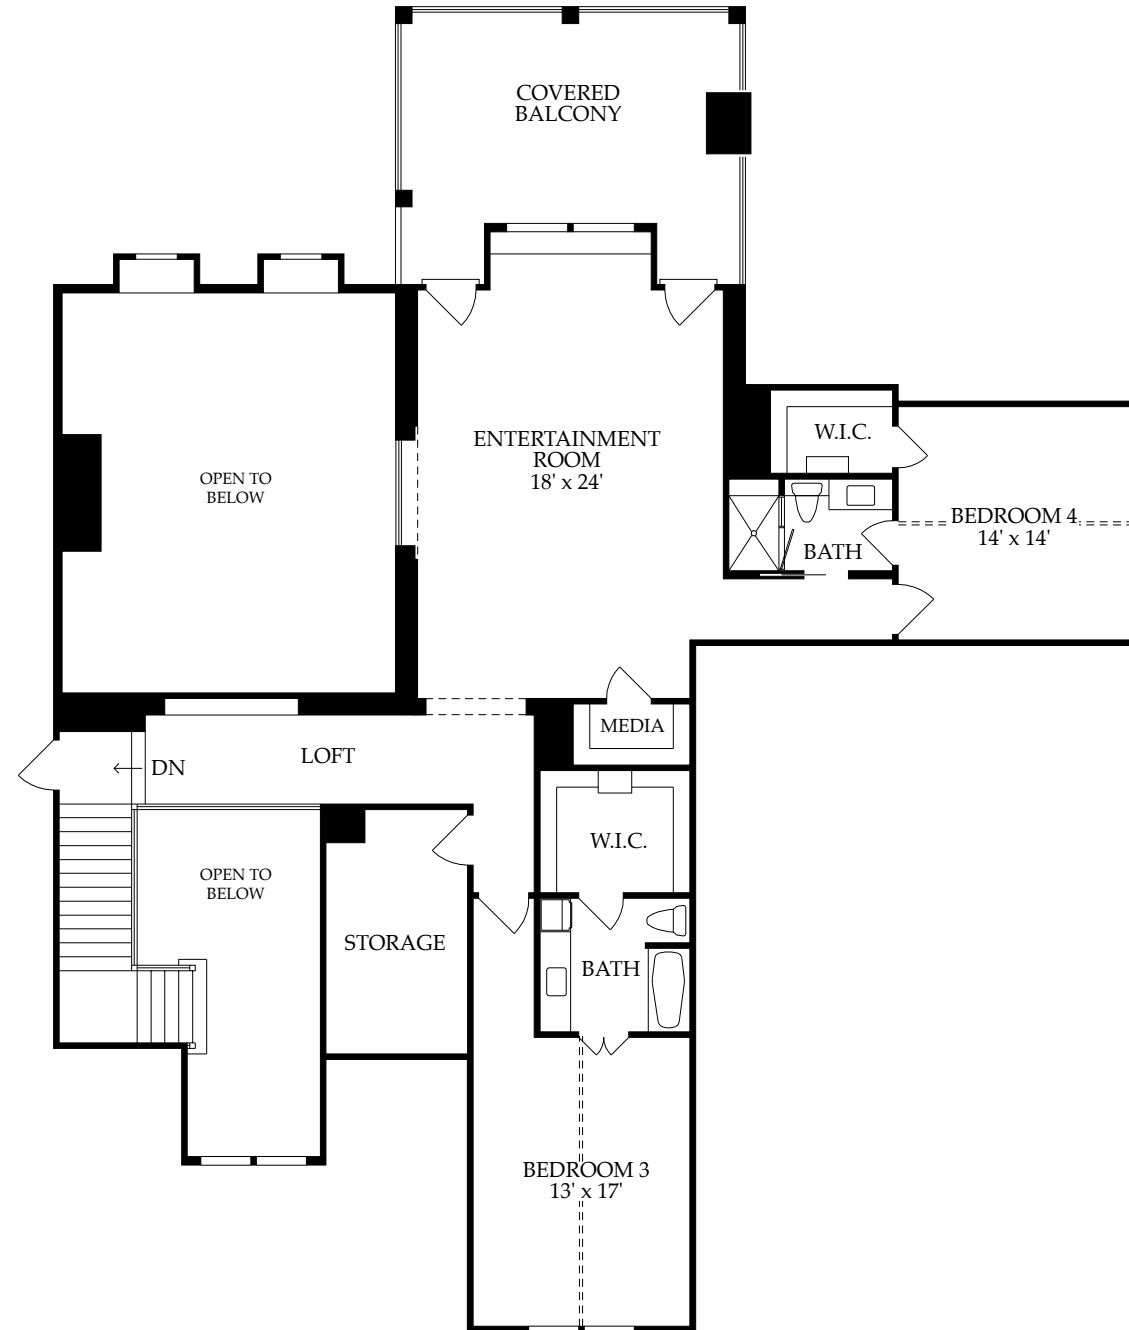 COVERED
BALCONY
W.I.C.
ENTERTAINMENT
ROOM
18' x 24'
OPEN TO
BELOW
BEDROOM 4
14' x 14'
BATH
MEDIA
LOFT
DN
W.I.C.
OPEN TO
BELOW
STORAGE
BATH
BEDROOM 3
13' x 17'